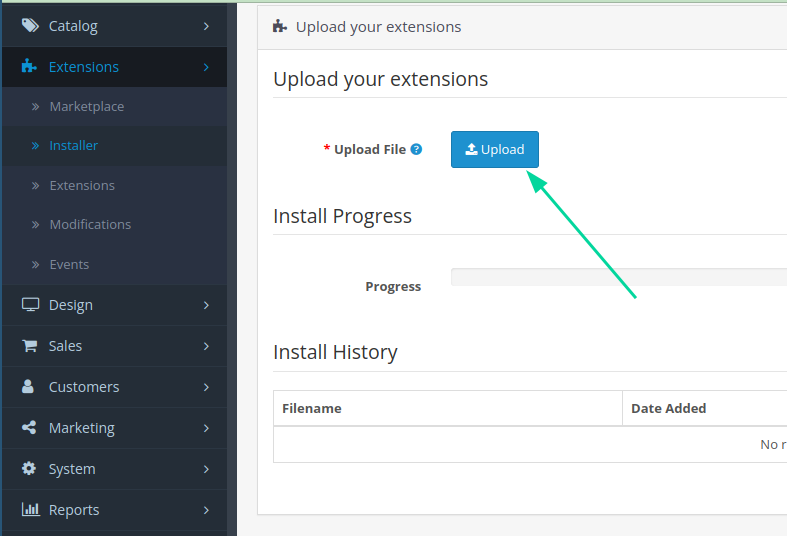 Catalog
Extensions
Marketplace
Installer
Extensions
Modifications
Events
Design
Sales
Customers
Marketing
System
Reports
Upload your extensions
Upload your extensions
* Upload File ? Upload
Install Progress
Progress
Install History
Filename Date Added
No r